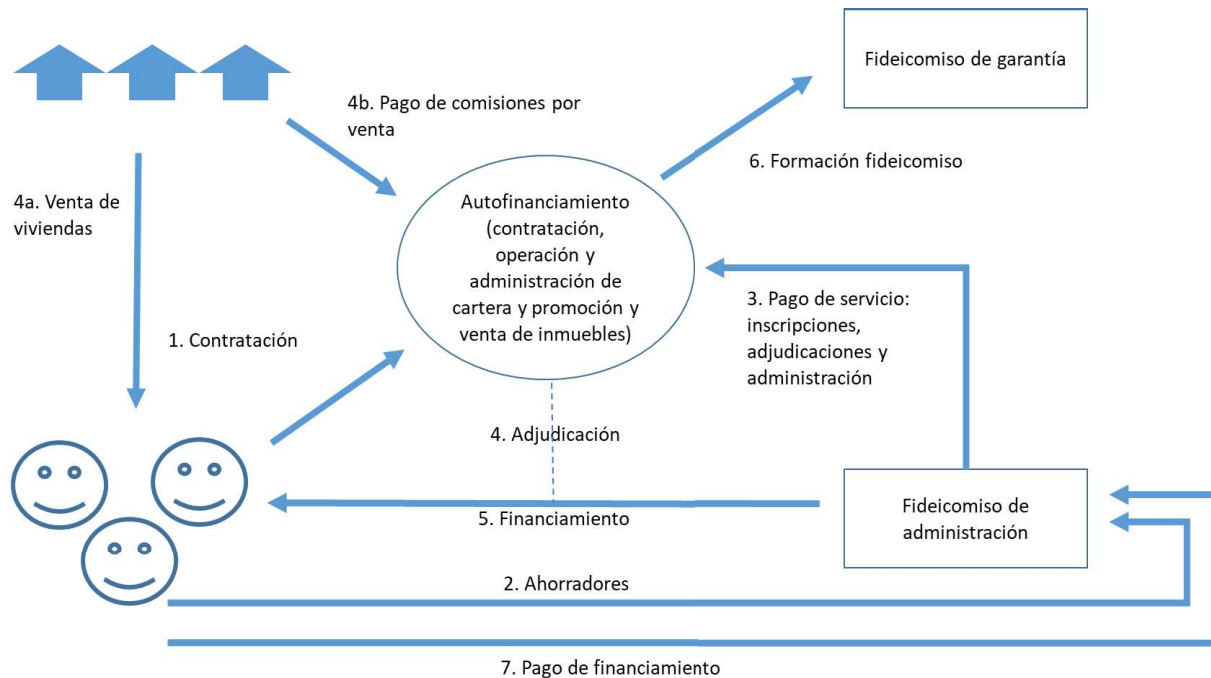 Fideicomiso de garantía
4b. Pago de comisiones por
venta
6. Formación fideicomiso
4a. Venta de
viviendas
Autofinanciamiento
(contratación,
operación y
administración de
cartera y promoción y
venta de inmuebles)
1. Contratación
3. Pago de servicio:
inscripciones,
adjudicaciones y
administración
4. Adjudicación
5. Financiamiento
Fideicomiso de
administración
2. Ahorradores
7. Pago de financiamiento